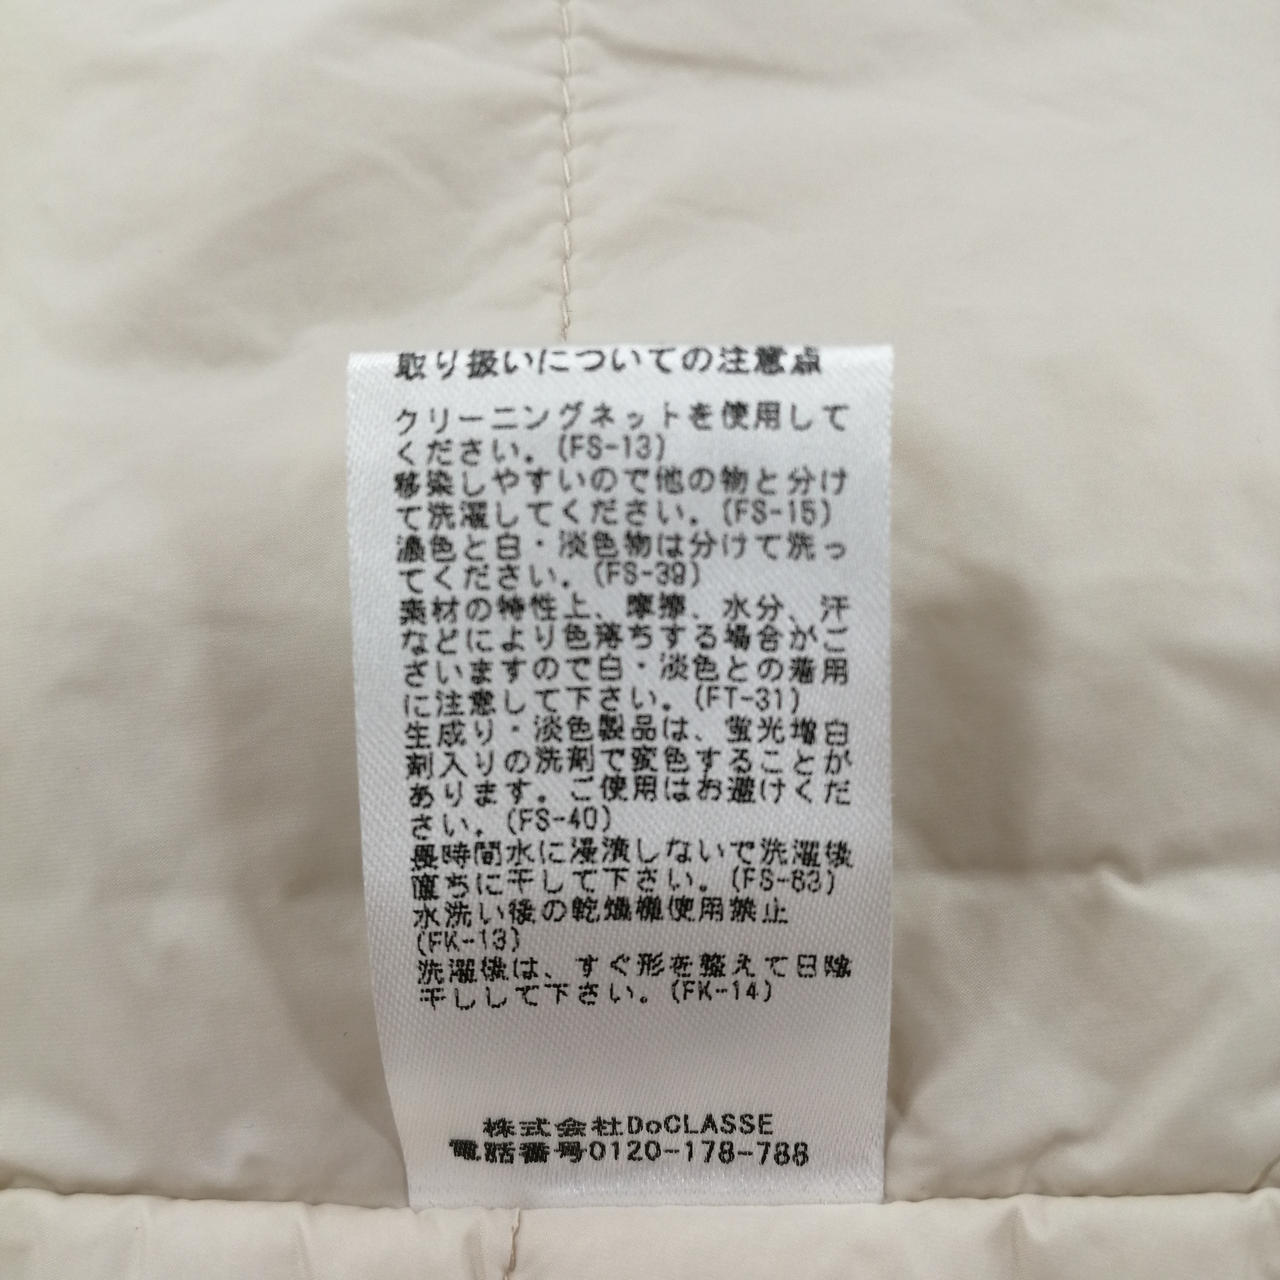 取り扱いについての注意点
クリーニングネットを使用して
ください。(FS-13)
移染しやすいので他の物と分け
て洗濯してください。(FS-15)
濃色と白・淡色物は分けて洗っ
てください。(FS-39)
素材の特性上、摩擦、水分、汗
などにより色落ちする場合がご
ざいますので白・淡色との着用
に注意して下さい。(FT-31)
生成り・淡色製品は、蛍光増白
剤入りの洗剤で変色することが
あります。ご使用はお避けくだ
さい。(FS-40)
長時間水に浸漬しないで洗濯後
直ちに干して下さい。(FS-63)
水洗い後の乾燥機使用禁止
(FK-13)
洗濯後は、すぐ形を整えて日陰
干しして下さい。(FK-14)
株式会社DoCLASSE
電話番号0120-178-788